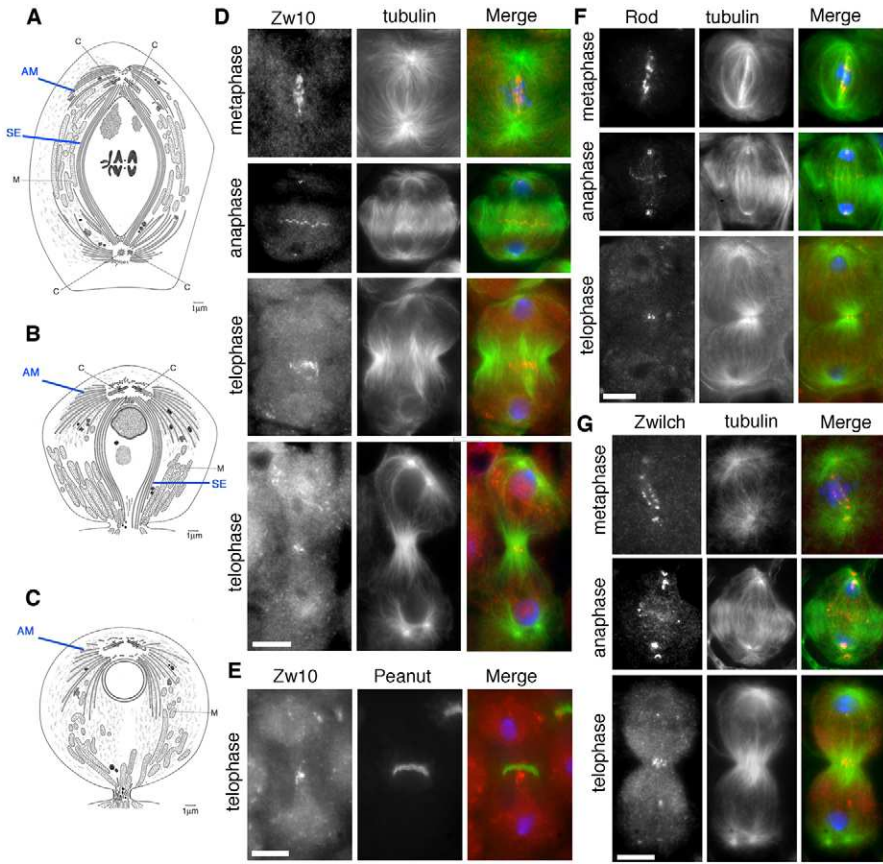 A
C
C
AM
SE
M
C
C
1μm
B
C
C
AM
M
SE
1μm
C
AM
M
1μm
D
Zw10 tubulin Merge
metaphase
anaphase
telophase
telophase
E
Zw10 Peanut Merge
telophase
F
Rod tubulin Merge
metaphase
anaphase
telophase
G
Zwilch tubulin Merge
metaphase
anaphase
telophase